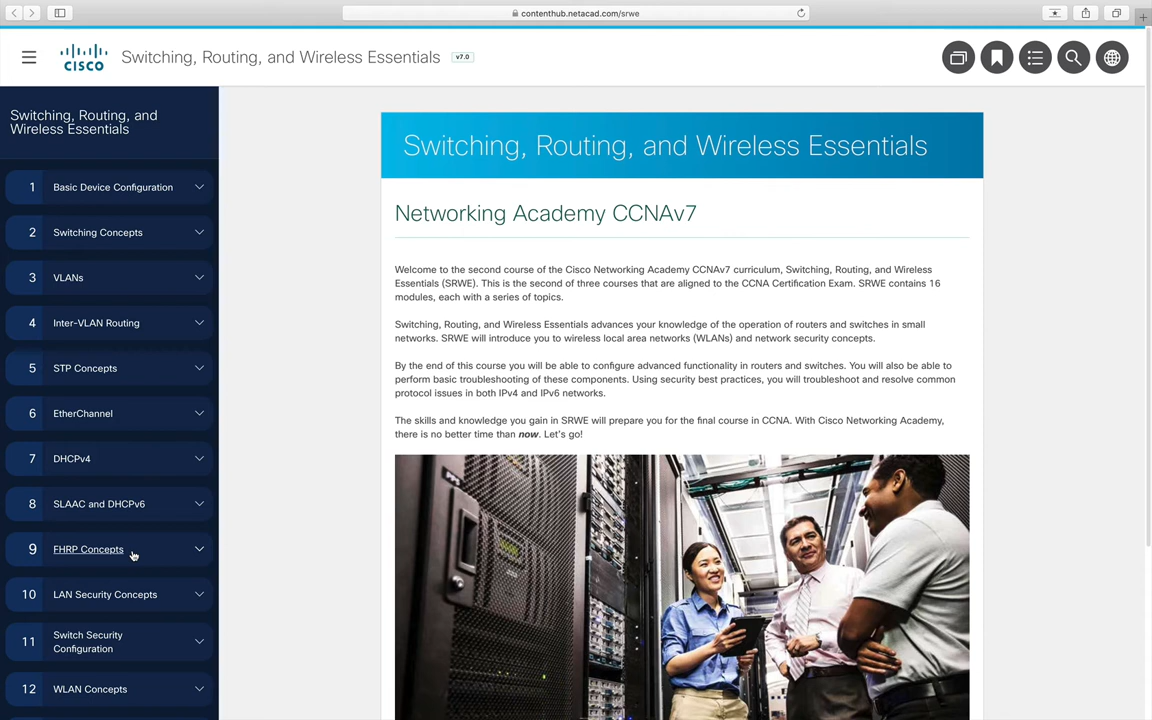 contenthub.netacad.com/srwe
CISCO
Switching, Routing, and Wireless Essentials
v7.0
Switching, Routing, and
Wireless Essentials
1 Basic Device Configuration
2 Switching Concepts
3 VLANs
4 Inter-VLAN Routing
5 STP Concepts
6 EtherChannel
7 DHCPv4
8 SLAAC and DHCPv6
9 FHRP Concepts
10 LAN Security Concepts
11 Switch Security
Configuration
12 WLAN Concepts
Switching, Routing, and Wireless Essentials
Networking Academy CCNAv7
Welcome to the second course of the Cisco Networking Academy CCNAv7 curriculum, Switching, Routing, and Wireless
Essentials (SRWE). This is the second of three courses that are aligned to the CCNA Certification Exam. SRWE contains 16
modules, each with a series of topics.
Switching, Routing, and Wireless Essentials advances your knowledge of the operation of routers and switches in small
networks. SRWE will introduce you to wireless local area networks (WLANs) and network security concepts.
By the end of this course you will be able to configure advanced functionality in routers and switches. You will also be able to
perform basic troubleshooting of these components. Using security best practices, you will troubleshoot and resolve common
protocol issues in both IPv4 and IPv6 networks.
The skills and knowledge you gain in SRWE will prepare you for the final course in CCNA. With Cisco Networking Academy,
there is no better time than now. Let's go!